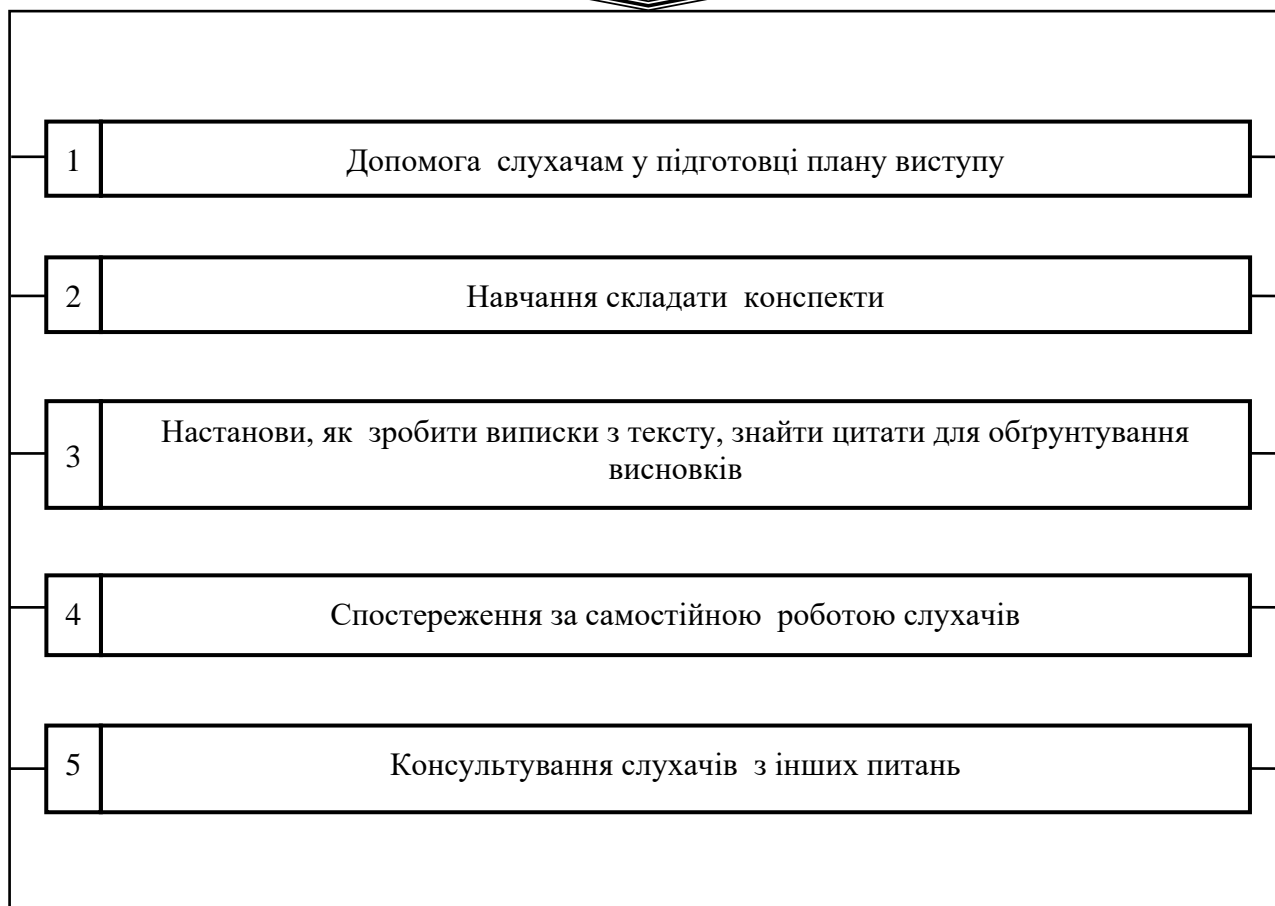 1 Допомога слухачам у підготовці плану виступу
2 Навчання складати конспекти
3 Настанови, як зробити виписки з тексту, знайти цитати для обґрунтування
висновків
4 Спостереження за самостійною роботою слухачів
5 Консультування слухачів з інших питань